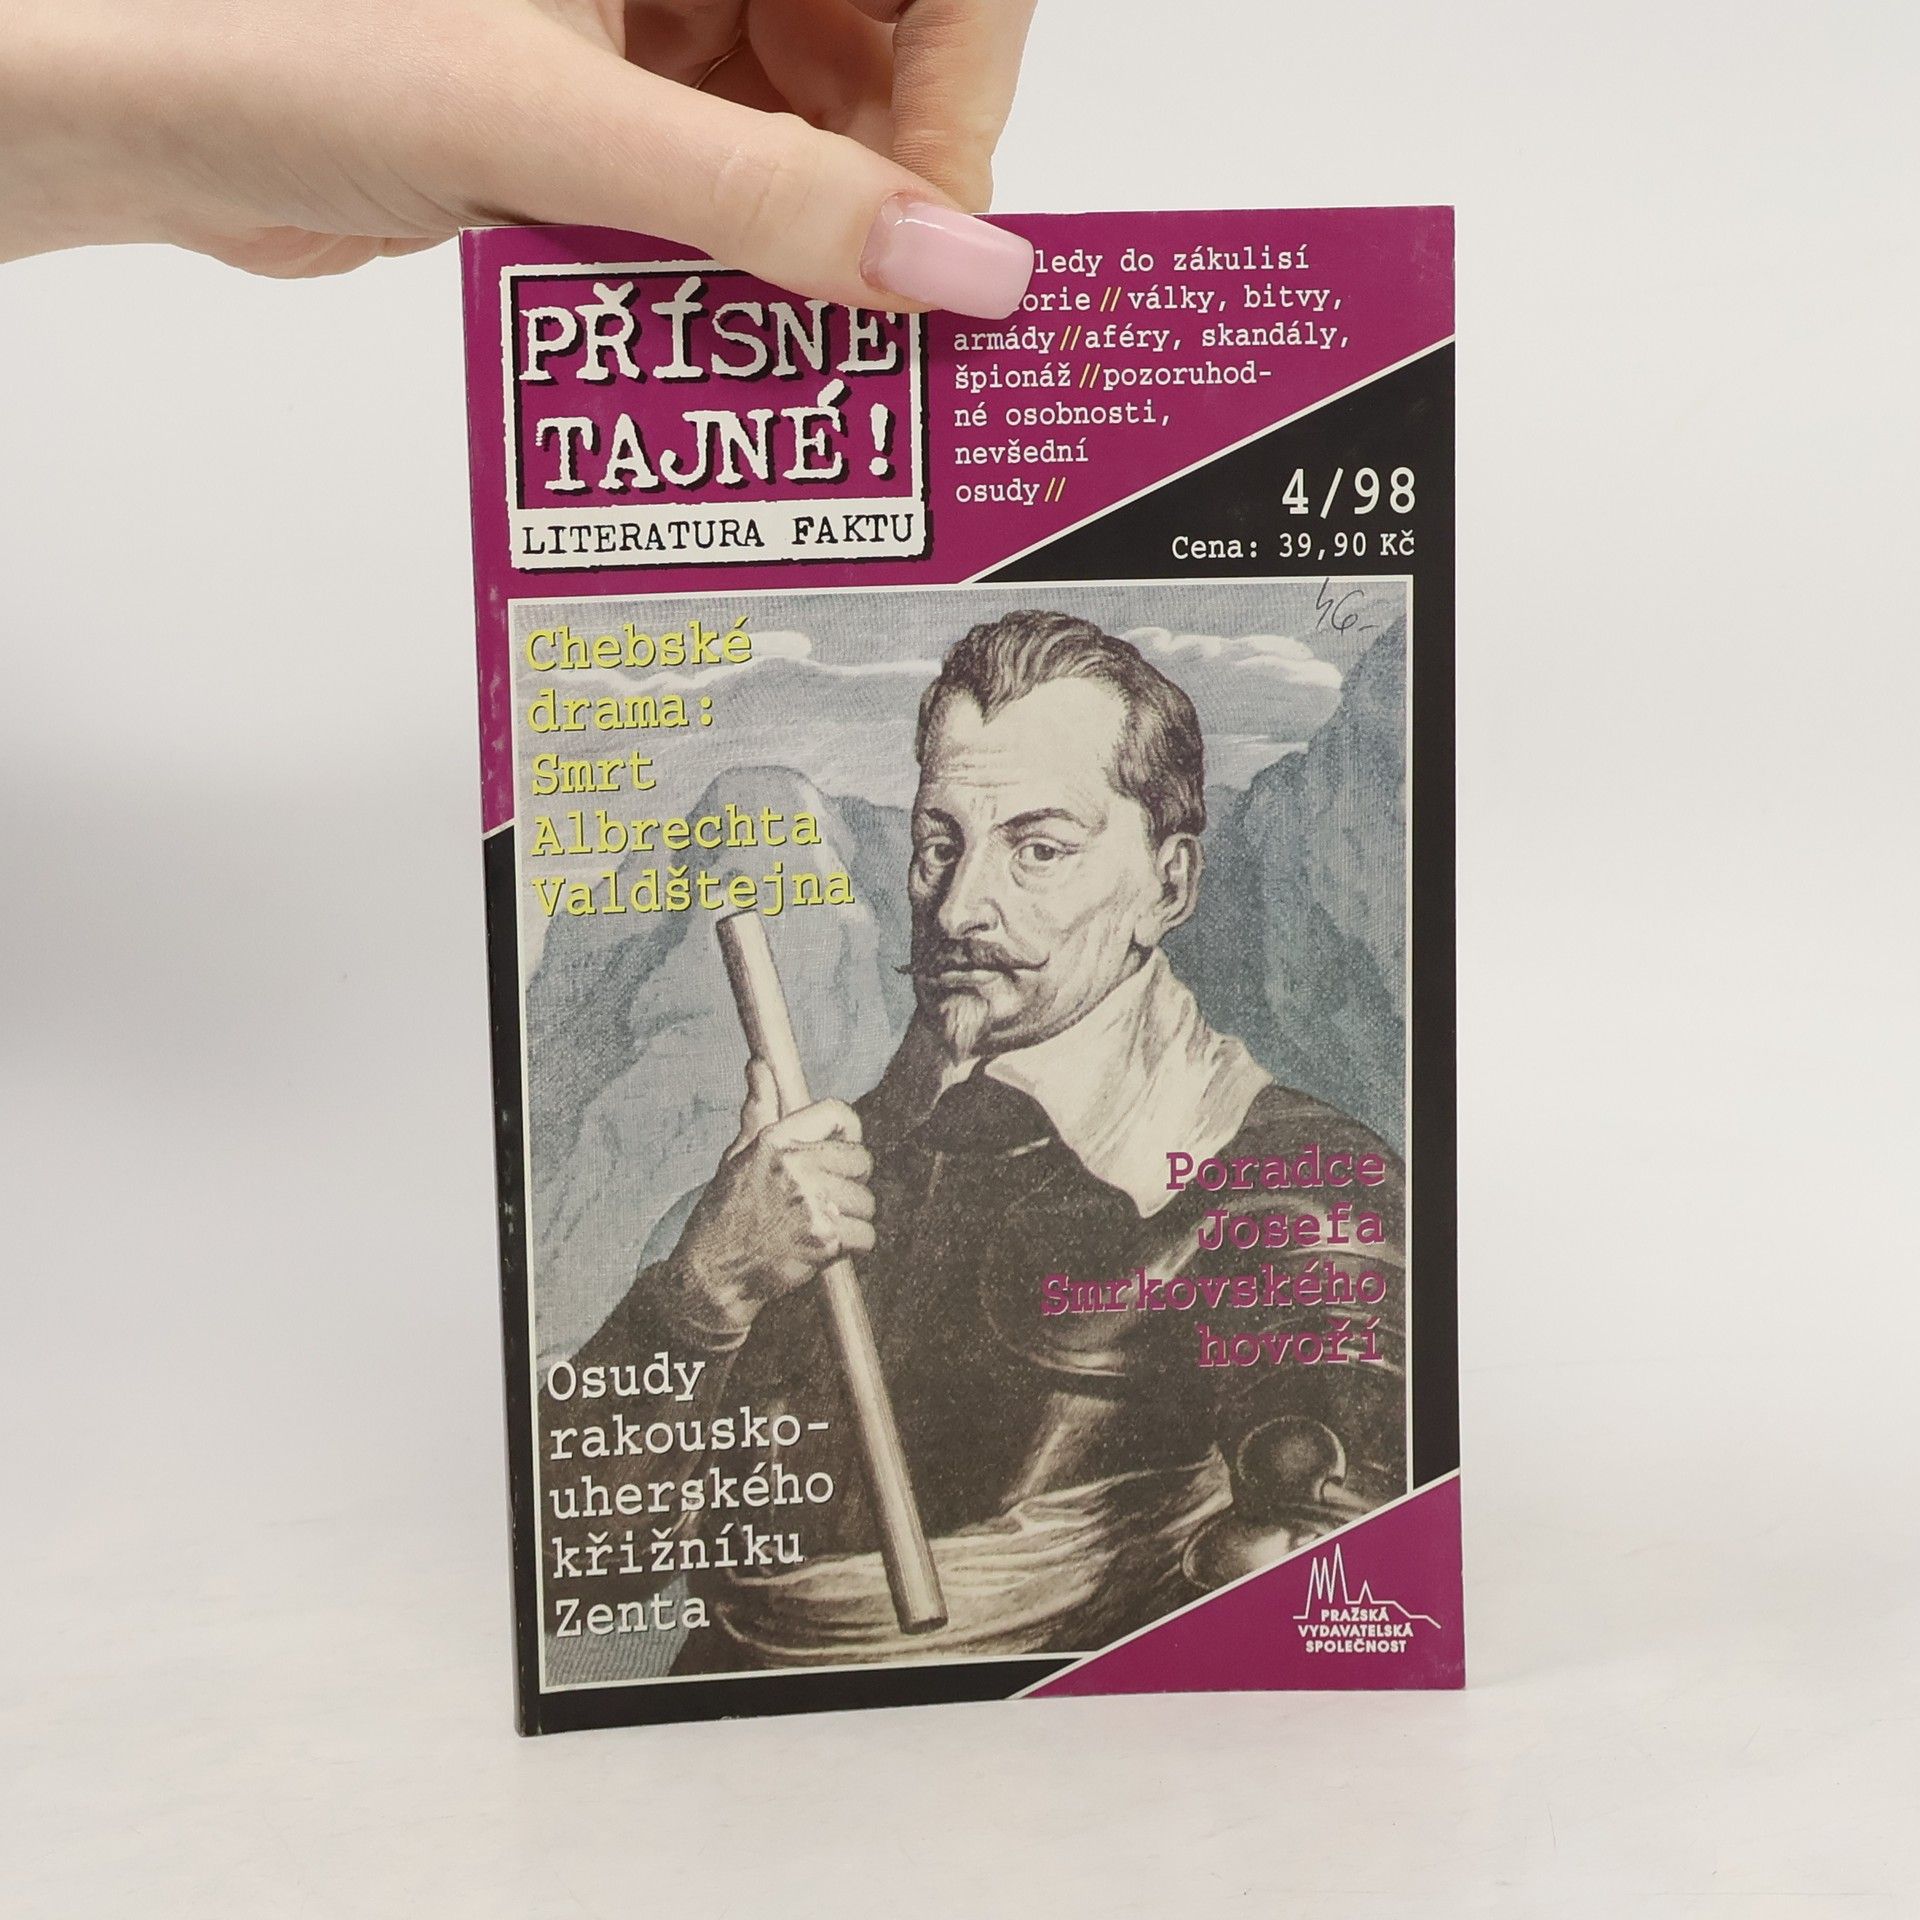 PŘÍSNĚ
TAJNÉ!
LITERATURA FAKTU
do zákulisí
// války, bitvy,
armády // aféry, skandály,
špionáž // pozoruhod-
né osobnosti,
nevšední
osudy //
4/98
Cena: 39,90 Kč
46-
Chebské
drama:
Smrt
Albrechta
Valdštejna
Poradce
Josefa
Smrkovského
hovoří
Osudy
rakousko-
uherského
křižníku
Zenta
PRAŽSKÁ
VYDAVATELSKÁ
SPOLEČNOST